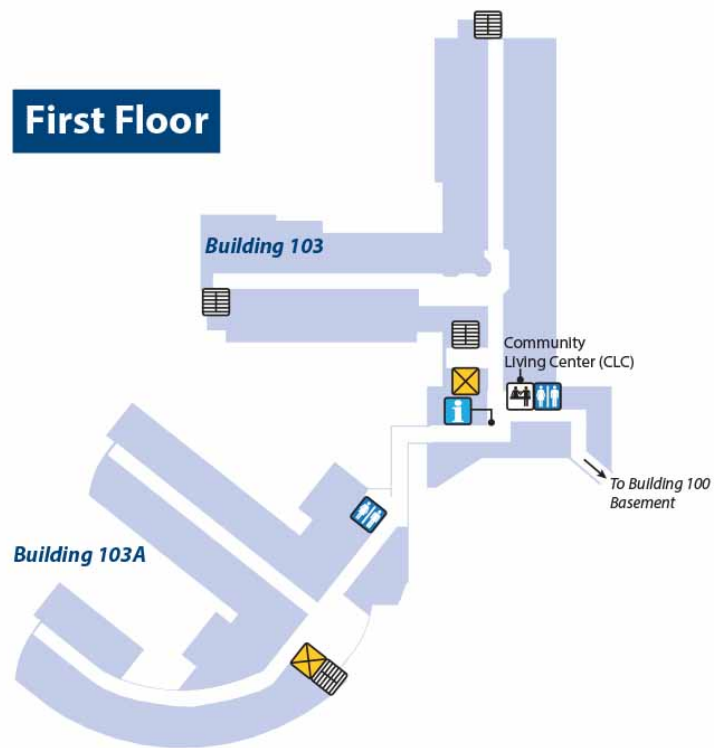 First Floor
Building 103
Community
Living Center (CLC)
i
To Building 100
Basement
Building 103A